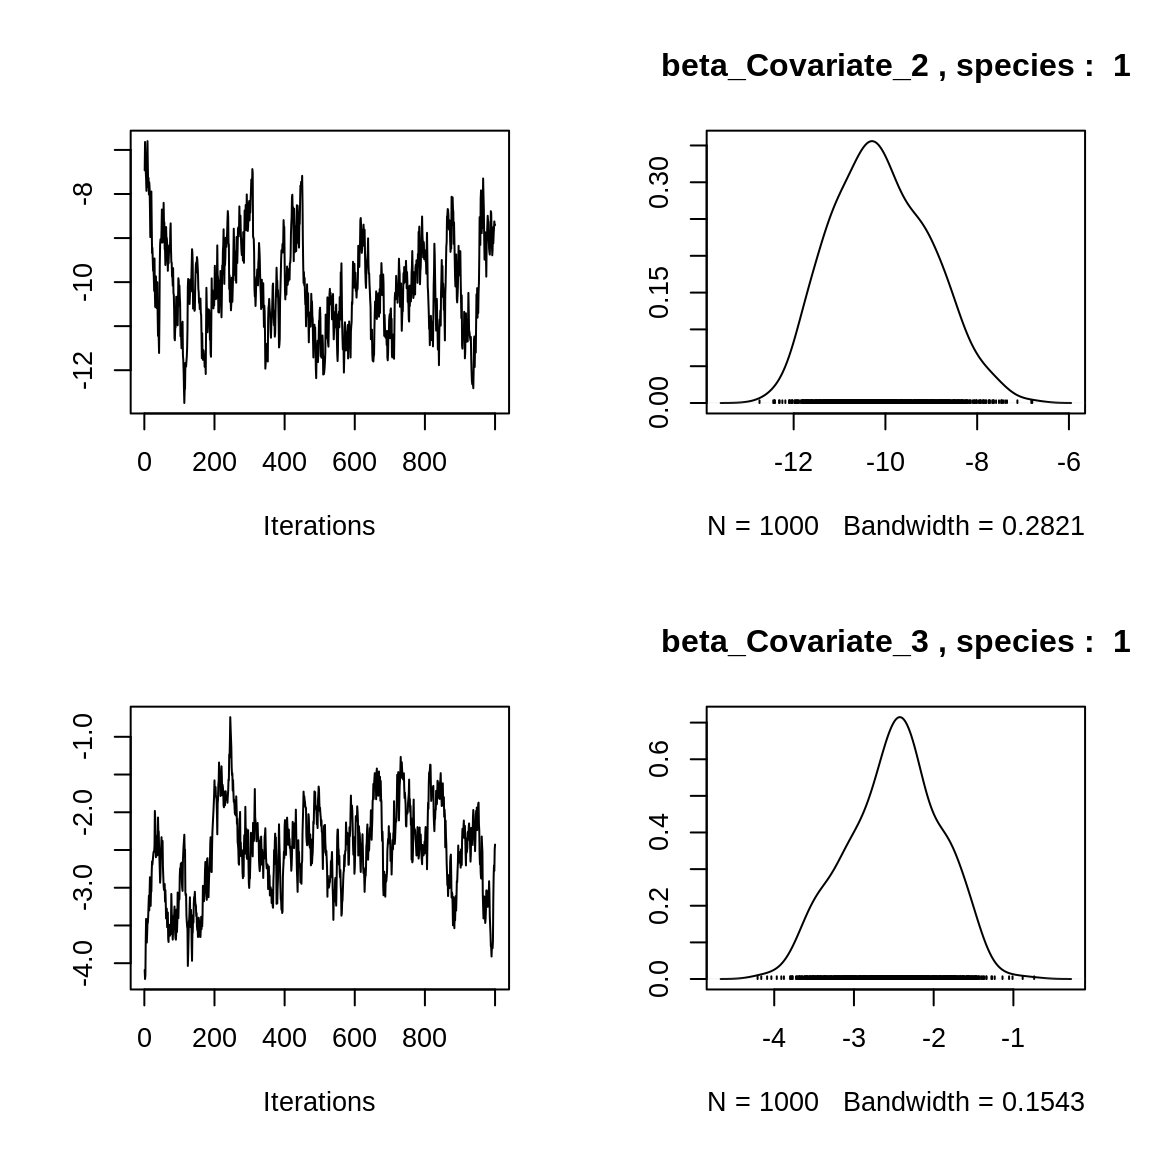 beta_Covariate_2 , species : 1
-8
-10
-12
0 200 400 600 800
Iterations
0.30
0.15
0.00
-12 -10 -8 -6
N = 1000 Bandwidth = 0.2821
beta_Covariate_3 , species : 1
-1.0
-2.0
-3.0
-4.0
0 200 400 600 800
Iterations
0.6
0.4
0.2
0.0
-4 -3 -2 -1
N = 1000 Bandwidth = 0.1543